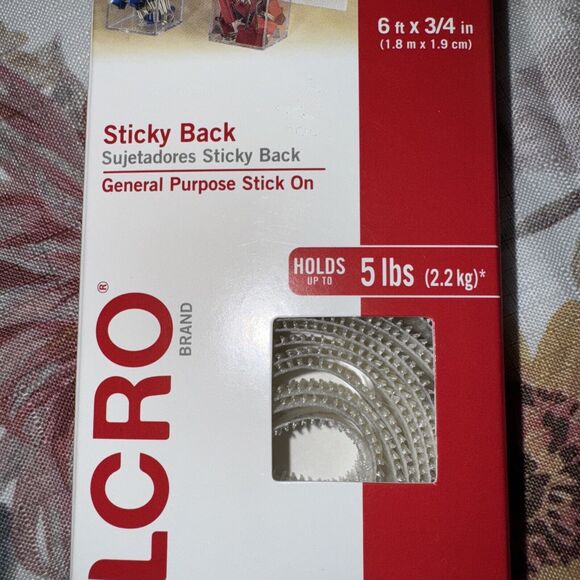 6 ft x 3/4 in
(1.8 m x 1.9 cm)
Sticky Back
Sujetadores Sticky Back
General Purpose Stick On
HOLDS
UP TO
5 lbs (2.2 kg)*
LCRO®
BRAND